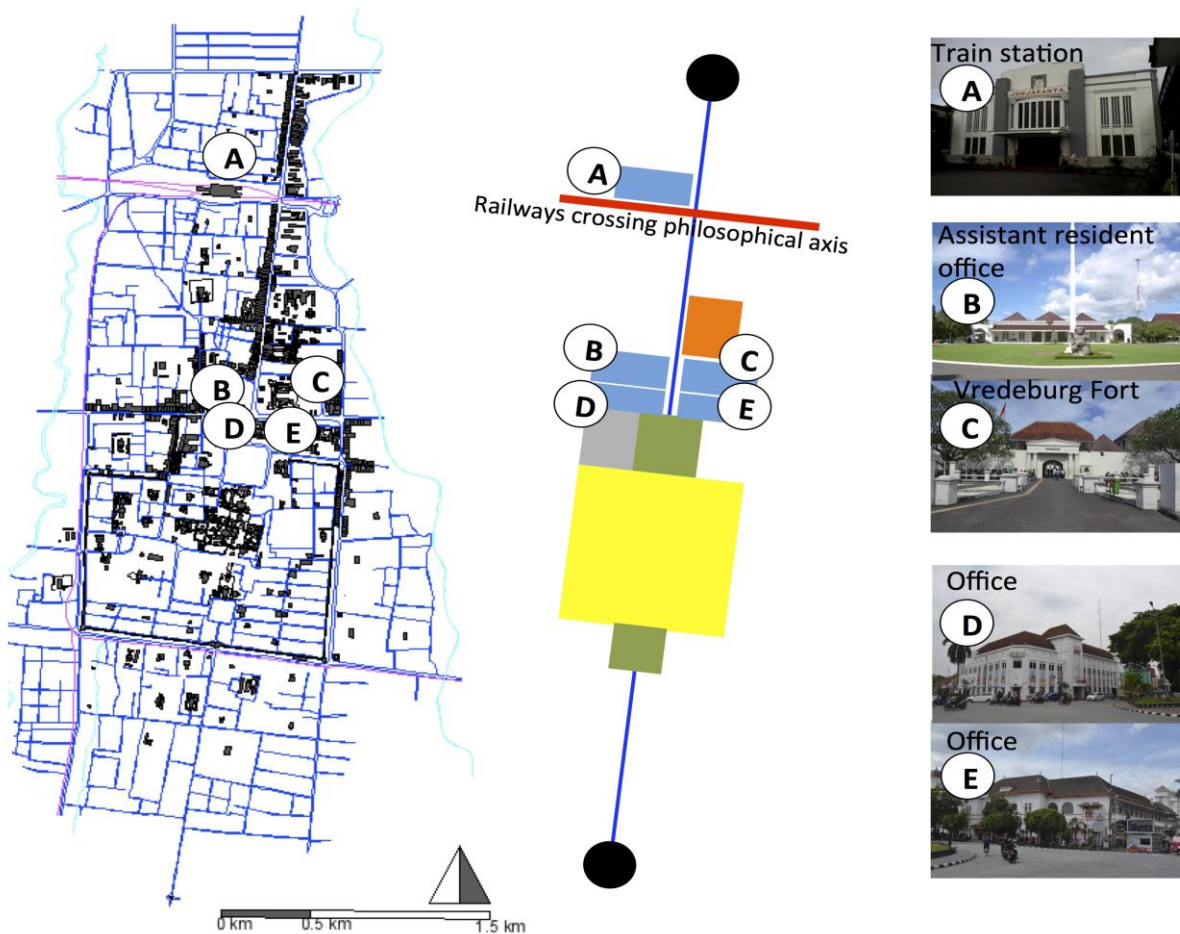 A
B
C
D
E
0 km
0.5 km
1.5 km
A
Railways crossing philosophical axis
B
C
D
E
Train station
A
JOGJAKARTA
Assistant resident
office
B
Vredeburg Fort
C
Office
D
Office
E